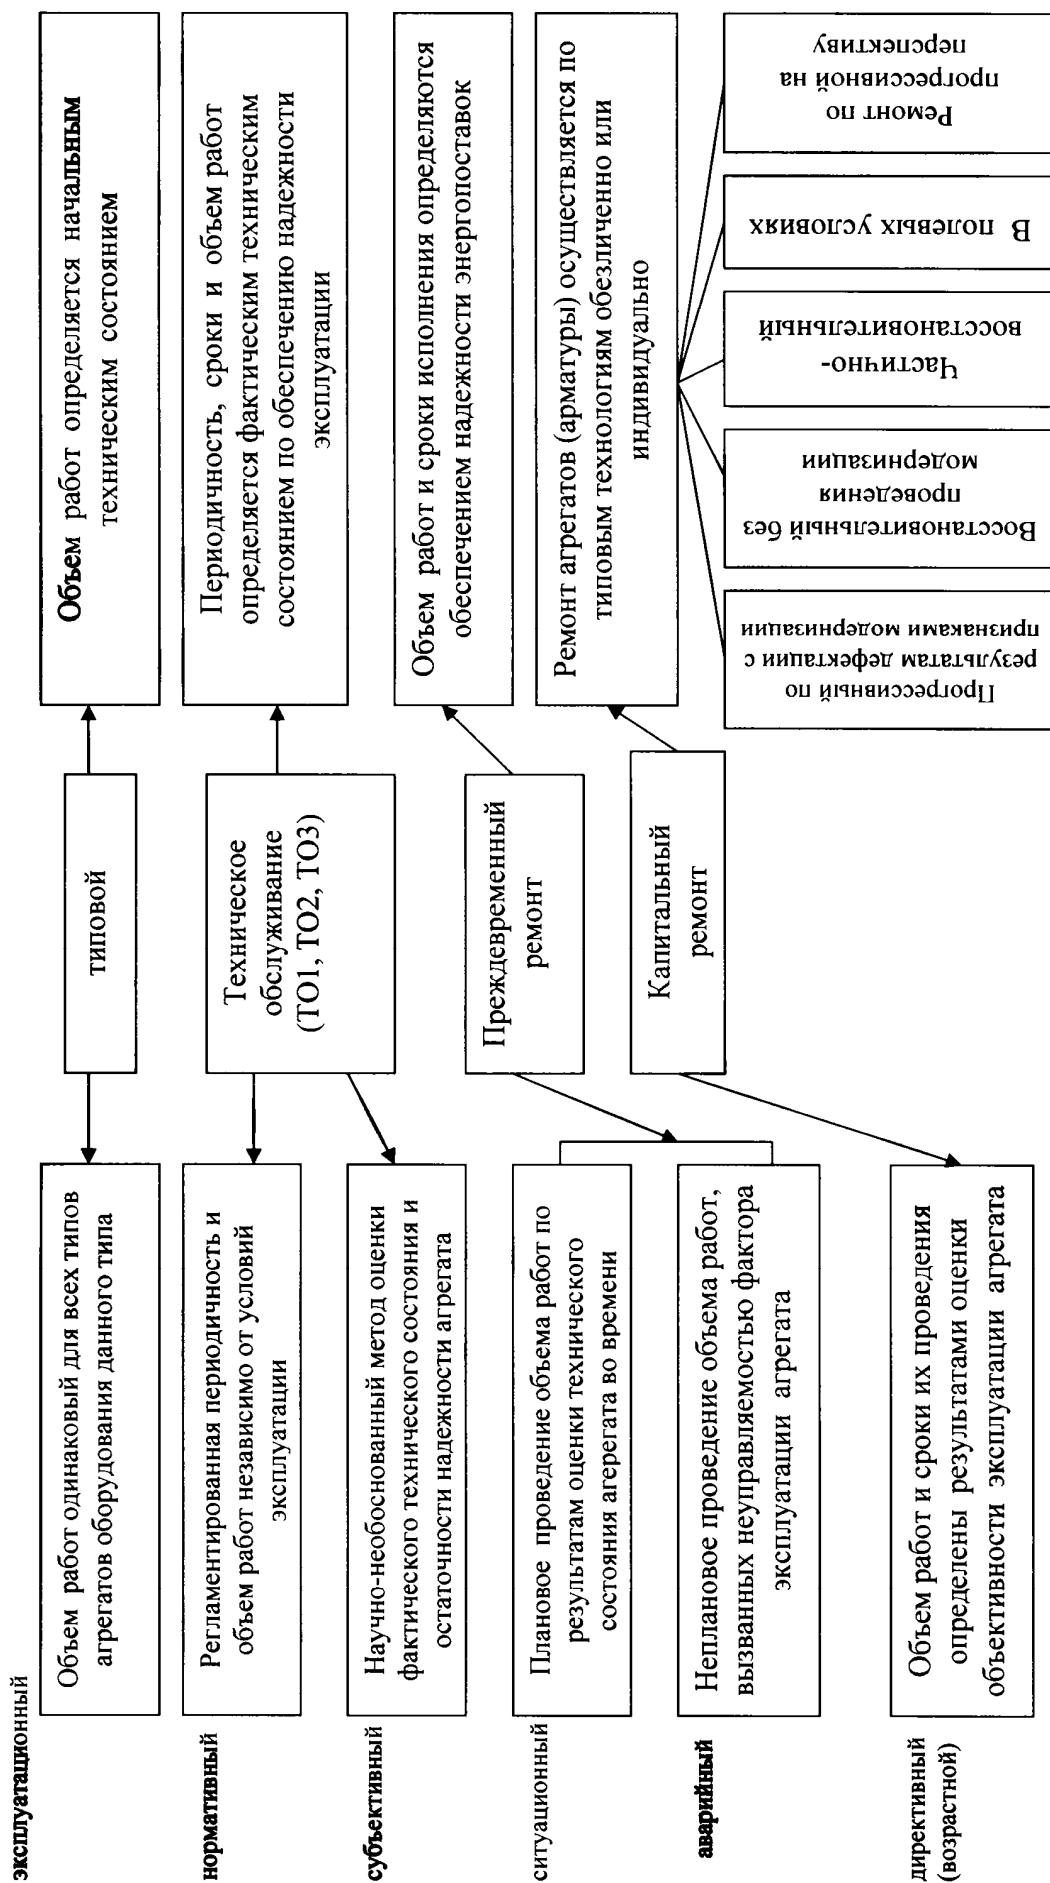 эксплуатационный
Объем работ одинаковый для всех типов
агрегатов оборудования данного типа
типовой
Объем работ определяется начальным
техническим состоянием
нормативный
Регламентированная периодичность и
объем работ независимо от условий
эксплуатации
Техническое
обслуживание
(ТО1, ТО2, ТО3)
Периодичность, сроки и объем работ
определяется фактическим техническим
состоянием по обеспечению надежности
эксплуатации
субъективный
Научно-необоснованный метод оценки
фактического технического состояния и
остаточности надежности агрегата
ситуационный
Плановое проведение объема работ по
результатам оценки технического
состояния агерегата во времени
Преждевременный
ремонт
Объем работ и сроки исполнения определяются
обеспечением надежности энергопоставок
аварийный
Неплановое проведение объема работ,
вызванных неуправляемостью фактора
эксплуатации агрегата
Капитальный
ремонт
Ремонт агрегатов (арматуры) осуществляется по
типовым технологиям обезличенно или
индивидуально
директивный
(возрастной)
Объем работ и сроки их проведения
определены результатами оценки
объективности эксплуатации агрегата
Прогрессивный по
результатам дефектации с
признаками модернизации
Восстановительный без
проведения
модернизации
Частично-
восстановительный
В полевых условиях
Ремонт по
прогрессивной на
перспективу